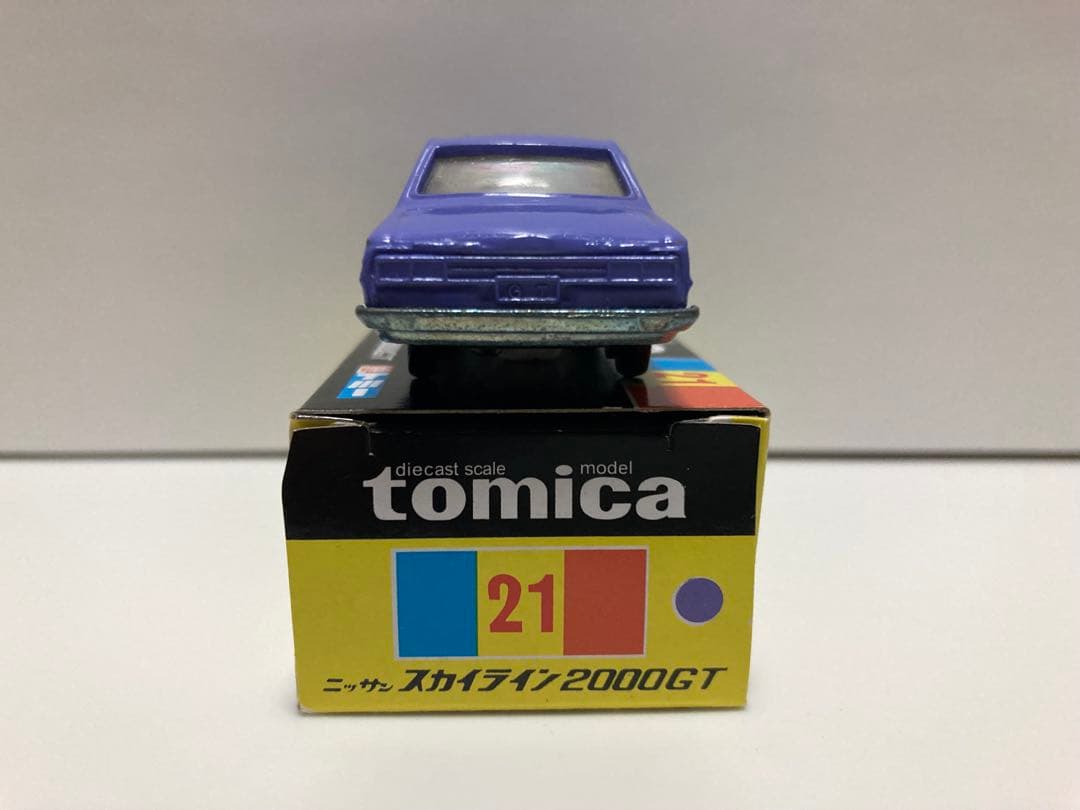 G T
21
diecast scale model
tomica
21
ニッサン スカイライン2000GT